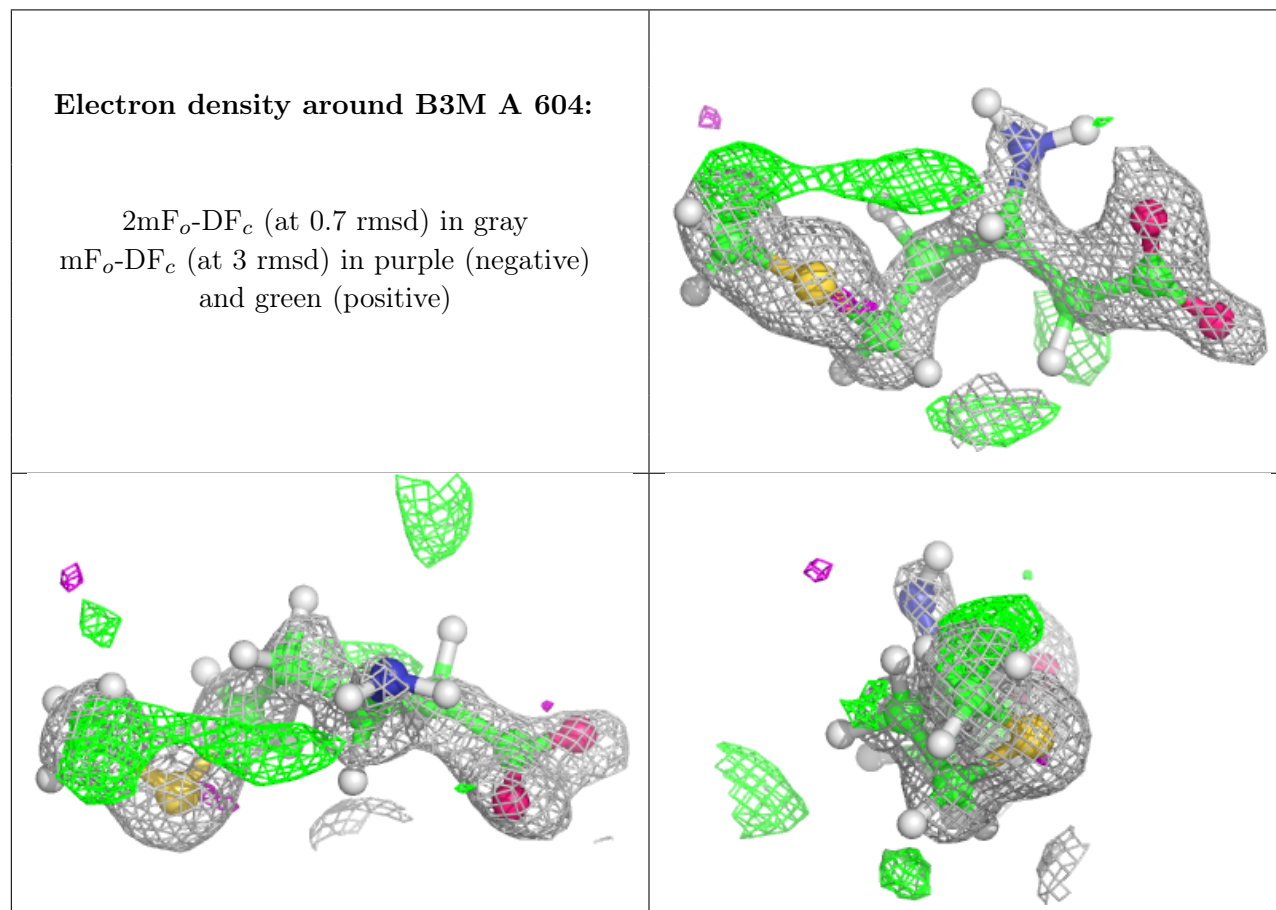 Electron density around B3M A 604:
2mFo-DFc (at 0.7 rmsd) in gray
mFo-DFc (at 3 rmsd) in purple (negative)
and green (positive)